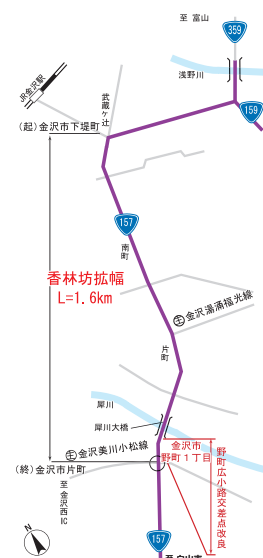 至 富山
359
浅野川
JR金沢駅
武蔵ヶ辻
159
(起)金沢市下堤町
157
南町
香林坊拡幅
L=1.6km
主 金沢湯涌福光線
片町
犀川
犀川大橋
金沢市
野町1丁目
主 金沢美川小松線
(終)金沢市片町
野町広小路交差点改良
至 金沢西IC
N
157